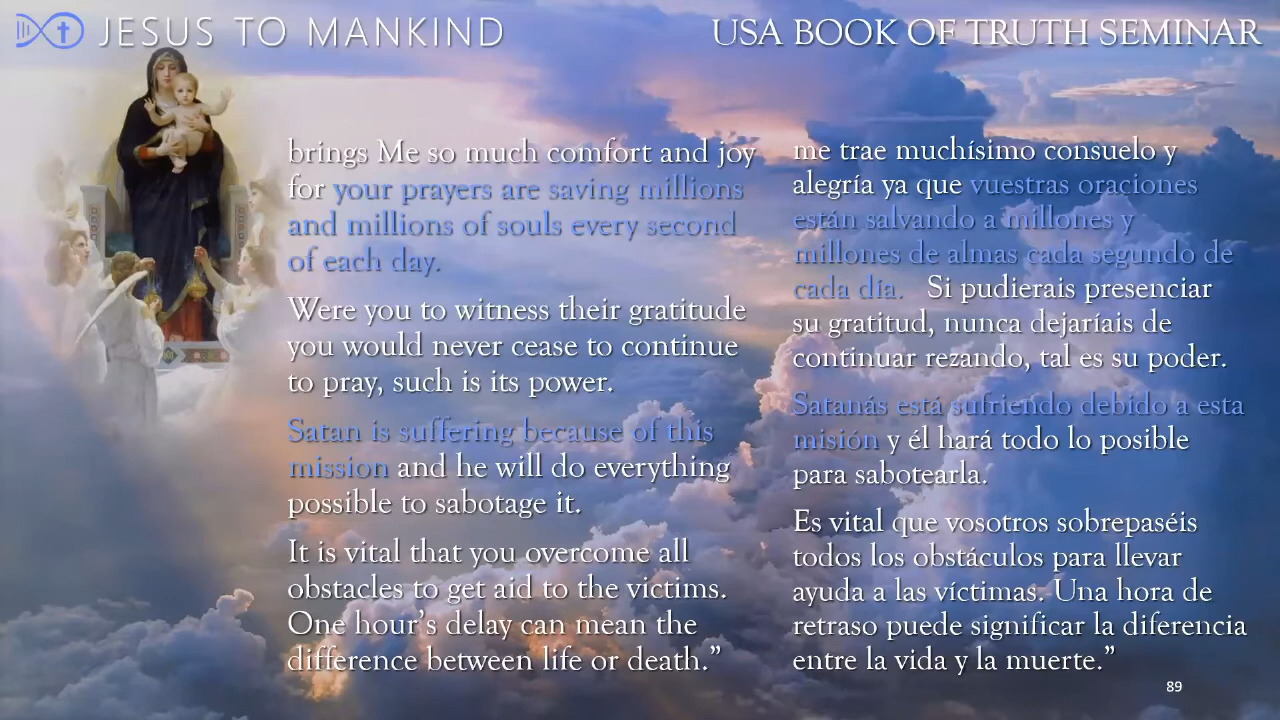 JESUS TO MANKIND
USA BOOK OF TRUTH SEMINAR
brings Me so much comfort and joy
for your prayers are saving millions
and millions of souls every second
of each day.
Were you to witness their gratitude
you would never cease to continue
to pray, such is its power.
Satan is suffering because of this
mission and he will do everything
possible to sabotage it.
It is vital that you overcome all
obstacles to get aid to the victims.
One hour’s delay can mean the
difference between life or death.”
me trae muchísimo consuelo y
alegría ya que vuestras oraciones
están salvando a millones y
millones de almas cada segundo de
cada día. Si pudierais presenciar
su gratitud, nunca dejaríais de
continuar rezando, tal es su poder.
Satanás está sufriendo debido a esta
misión y él hará todo lo posible
para sabotearla.
Es vital que vosotros sobrepaséis
todos los obstáculos para llevar
ayuda a las víctimas. Una hora de
retraso puede significar la diferencia
entre la vida y la muerte.”
89